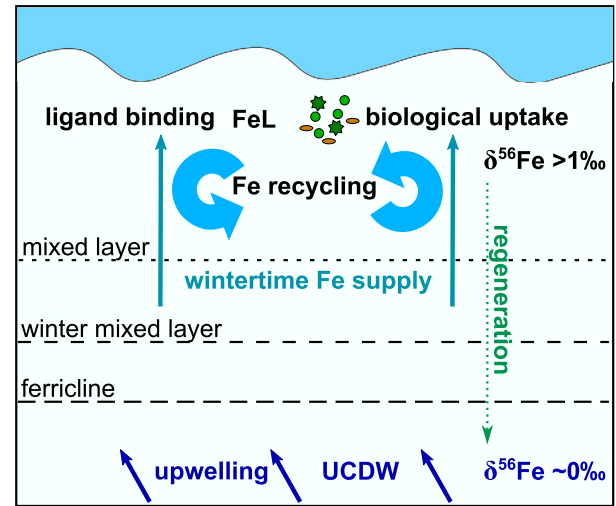 ligand binding FeL biological uptake
δ⁵⁶Fe >1‰
Fe recycling
regeneration
mixed layer
wintertime Fe supply
winter mixed layer
ferricline
upwelling UCDW δ⁵⁶Fe ~0‰